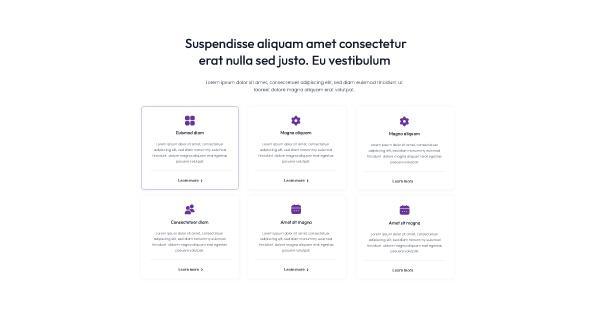 Suspendisse aliquam amet consectetur
erat nulla sed justo. Eu vestibulum
Lorem ipsum dolor sit amet, consectetuer adipiscing elit, sed diam euismod tincidunt ut
laoreet dolore magna aliquam erat volutpat.
Euismod diam
Lorem ipsum dolor sit amet, consectetuer
adipiscing elit, sed diam nonummy euismod
tincidunt dolore magna aliquam erat egestas
posuere volutpat.
Learn more
Magna aliquam
Lorem ipsum dolor sit amet, consectetuer
adipiscing elit, sed diam nonummy euismod
tincidunt dolore magna aliquam erat egestas
posuere volutpat.
Learn more
Magna aliquam
Lorem ipsum dolor sit amet, consectetuer
adipiscing elit, sed diam nonummy euismod
tincidunt dolore magna aliquam erat egestas
posuere volutpat.
Learn more
Consectetuer diam
Lorem ipsum dolor sit amet, consectetuer
adipiscing elit, sed diam nonummy euismod
tincidunt dolore magna aliquam erat egestas
posuere volutpat.
Learn more
Amet sit magna
Lorem ipsum dolor sit amet, consectetuer
adipiscing elit, sed diam nonummy euismod
tincidunt dolore magna aliquam erat egestas
posuere volutpat.
Learn more
Amet sit magna
Lorem ipsum dolor sit amet, consectetuer
adipiscing elit, sed diam nonummy euismod
tincidunt dolore magna aliquam erat egestas
posuere volutpat.
Learn more